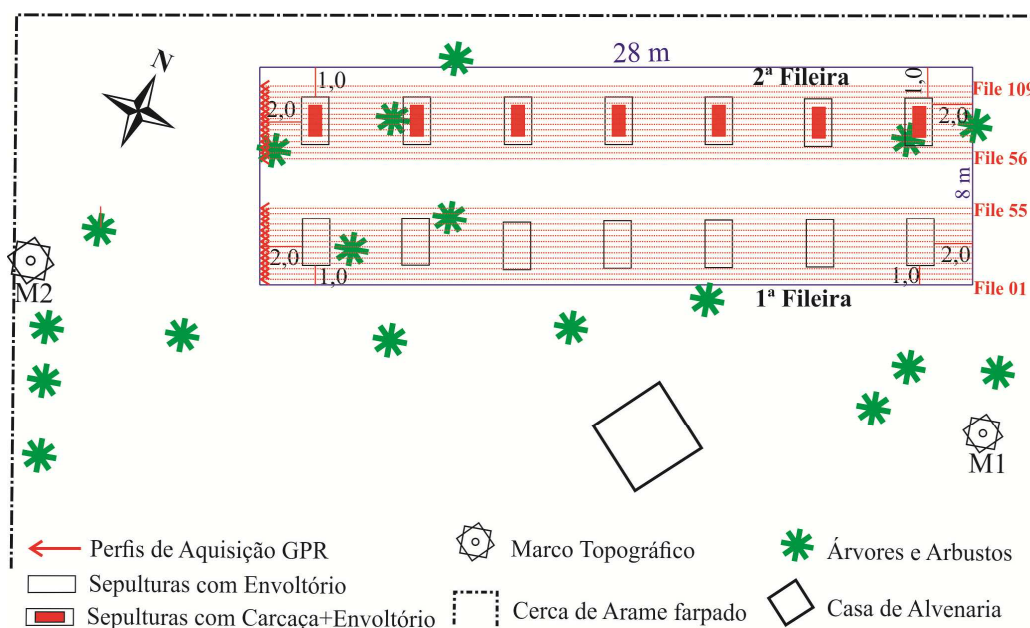 N
28 m
1,0
2ª Fileira
1,0
File 109
2,0
2,0
File 56
8 m
File 55
2,0
2,0
1,0
1,0
File 01
1ª Fileira
M2
M1
Perfis de Aquisição GPR
Marco Topográfico
Árvores e Arbustos
Sepulturas com Envoltório
Sepulturas com Carcaça+Envoltório
Cerca de Arame farpado
Casa de Alvenaria